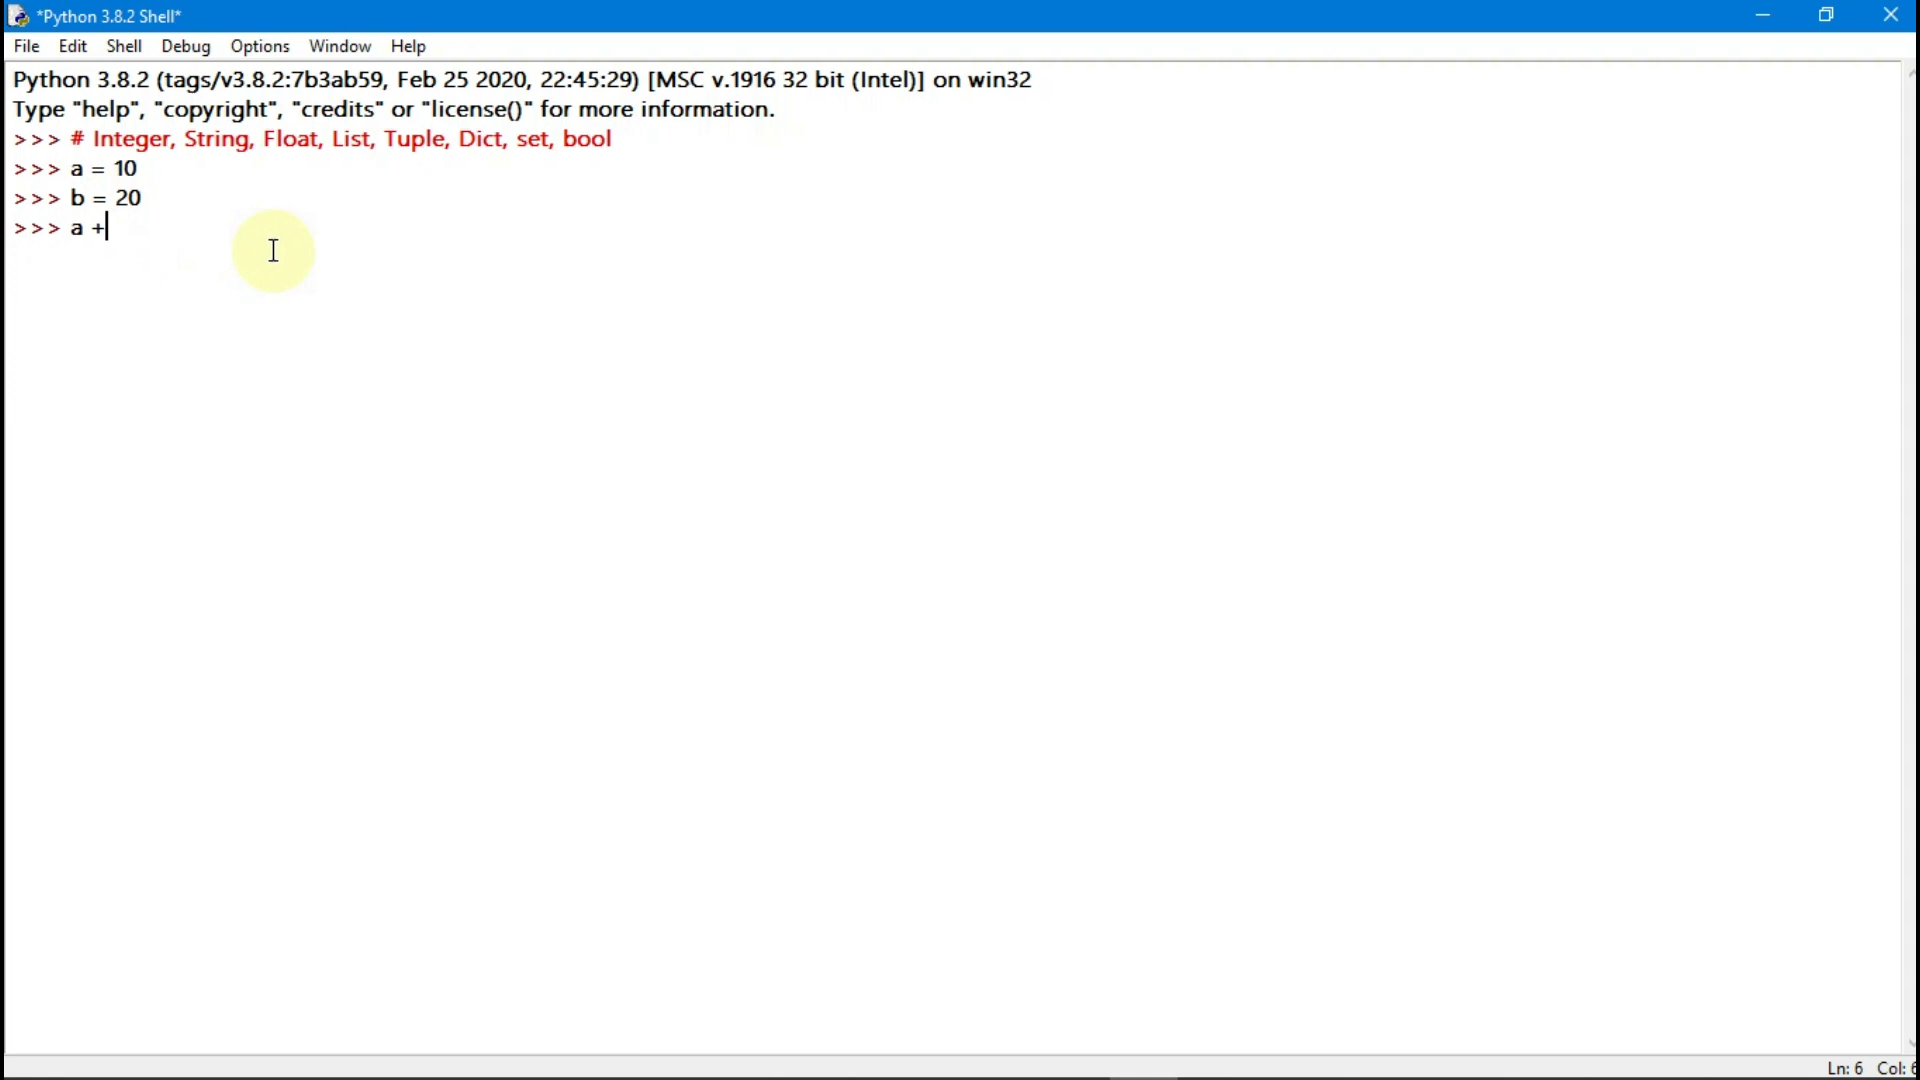 *Python 3.8.2 Shell*
File Edit Shell Debug Options Window Help
Python 3.8.2 (tags/v3.8.2:7b3ab59, Feb 25 2020, 22:45:29) [MSC v.1916 32 bit (Intel)] on win32
Type "help", "copyright", "credits" or "license()" for more information.
>>> # Integer, String, Float, List, Tuple, Dict, set, bool
>>> a = 10
>>> b = 20
>>> a +
Ln: 6 Col: 6